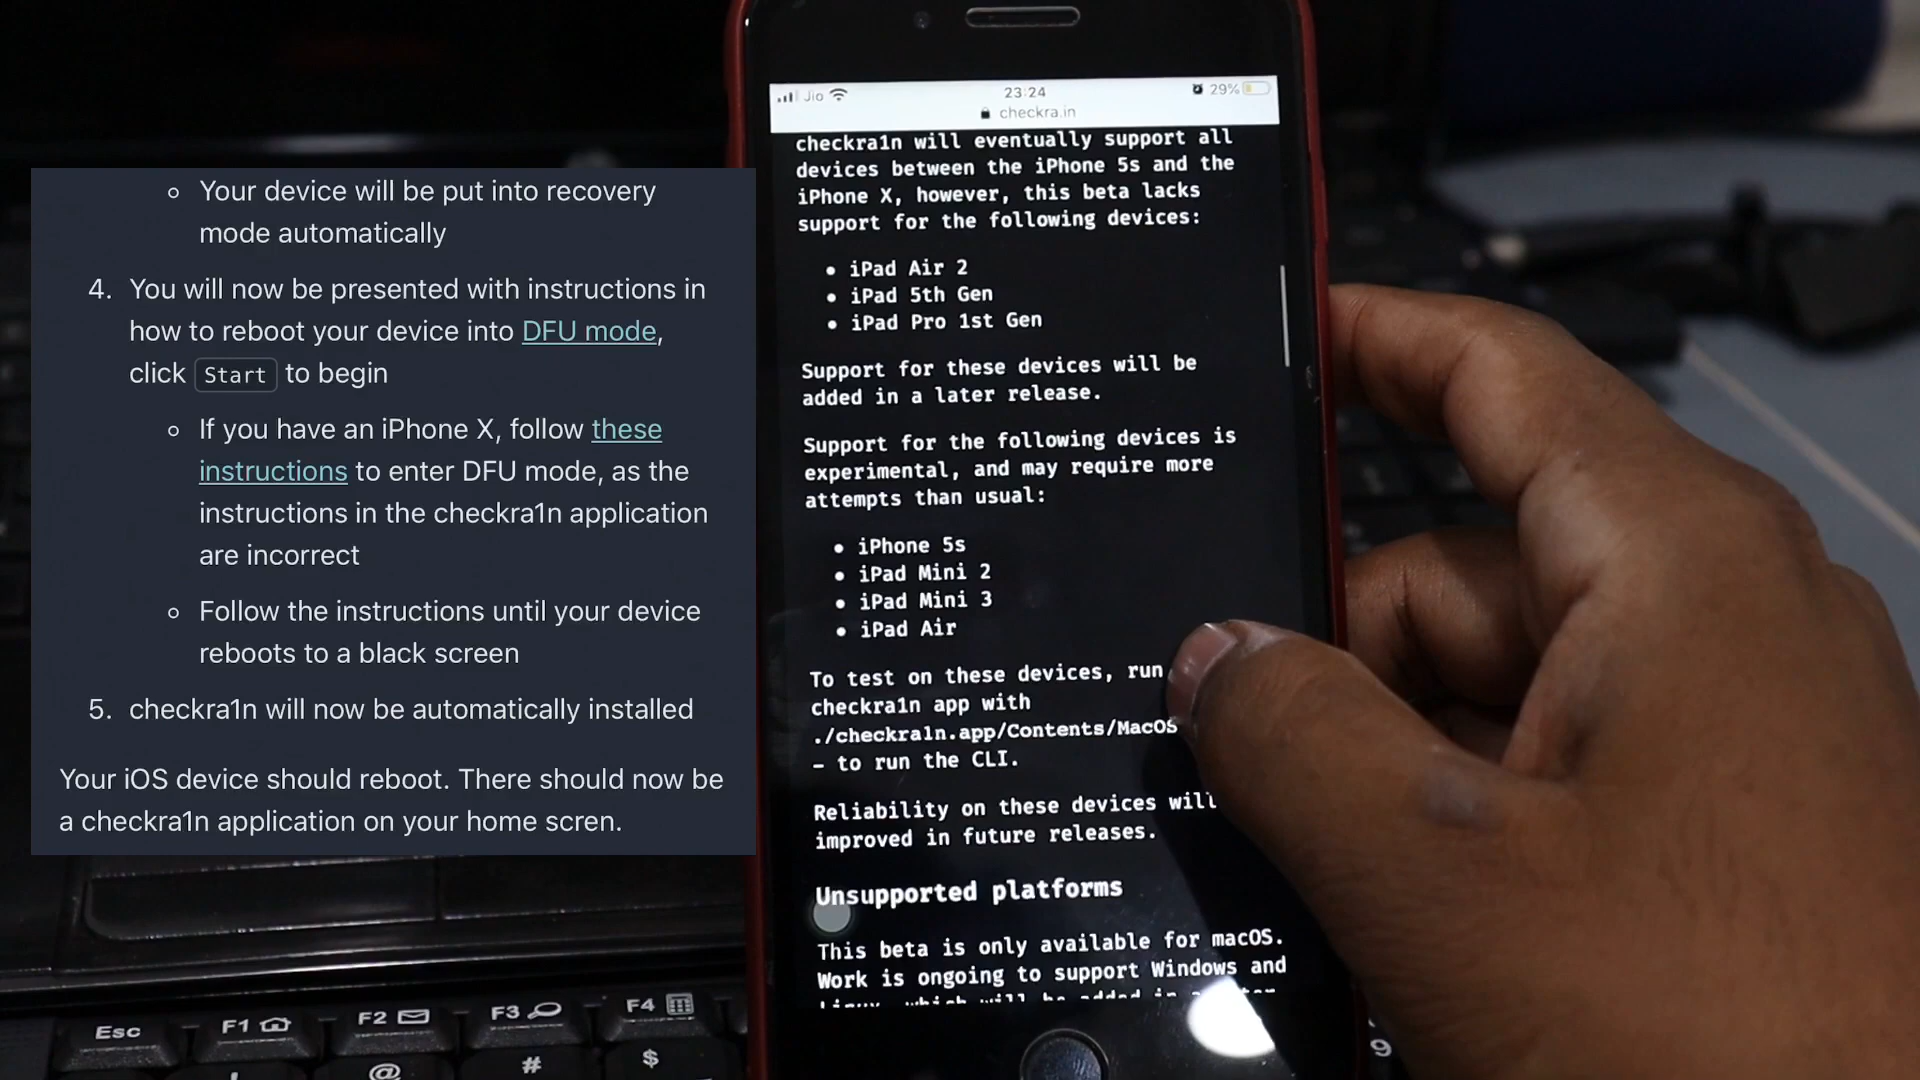 Your device will be put into recovery
mode automatically
4. You will now be presented with instructions in
how to reboot your device into DFU mode,
click Start to begin
If you have an iPhone X, follow these
instructions to enter DFU mode, as the
instructions in the checkra1n application
are incorrect
Follow the instructions until your device
reboots to a black screen
5. checkra1n will now be automatically installed
Your iOS device should reboot. There should now be
a checkra1n application on your home scren.
Jio
23:24
29%
checkra.in
checkra1n will eventually support all
devices between the iPhone 5s and the
iPhone X, however, this beta lacks
support for the following devices:
• iPad Air 2
• iPad 5th Gen
• iPad Pro 1st Gen
Support for these devices will be
added in a later release.
Support for the following devices is
experimental, and may require more
attempts than usual:
• iPhone 5s
• iPad Mini 2
• iPad Mini 3
• iPad Air
To test on these devices, run
checkra1n app with
./checkra1n.app/Contents/MacOS
– to run the CLI.
Reliability on these devices will
improved in future releases.
Unsupported platforms
This beta is only available for macOS.
Work is ongoing to support Windows and
Esc
F1
F2
F3
F4
@
#
$
9